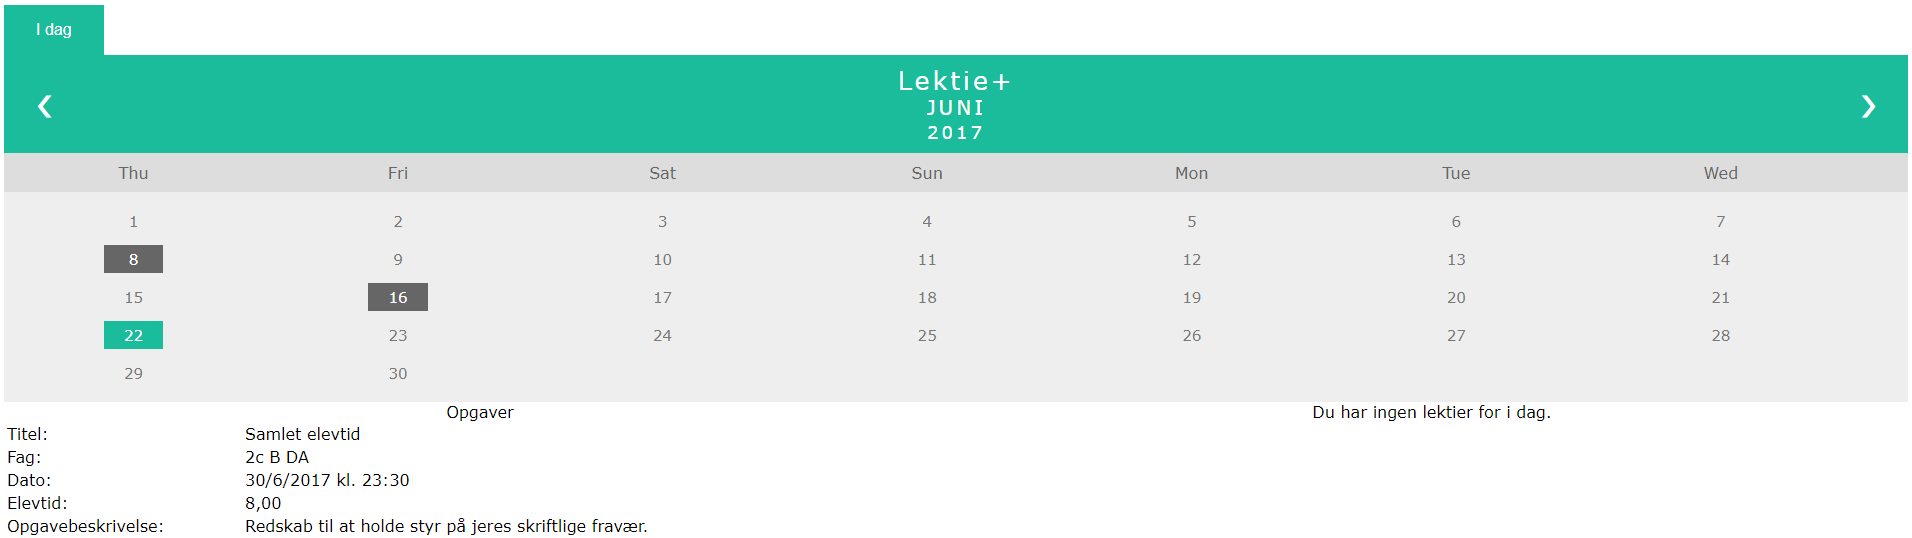 I dag
Lektie+
JUNI
2017
❮ ❯
Thu Fri Sat Sun Mon Tue Wed
1 2 3 4 5 6 7
8 9 10 11 12 13 14
15 16 17 18 19 20 21
22 23 24 25 26 27 28
29 30
Opgaver Du har ingen lektier for i dag.
Titel: Samlet elevtid
Fag: 2c B DA
Dato: 30/6/2017 kl. 23:30
Elevtid: 8,00
Opgavebeskrivelse: Redskab til at holde styr på jeres skriftlige fravær.